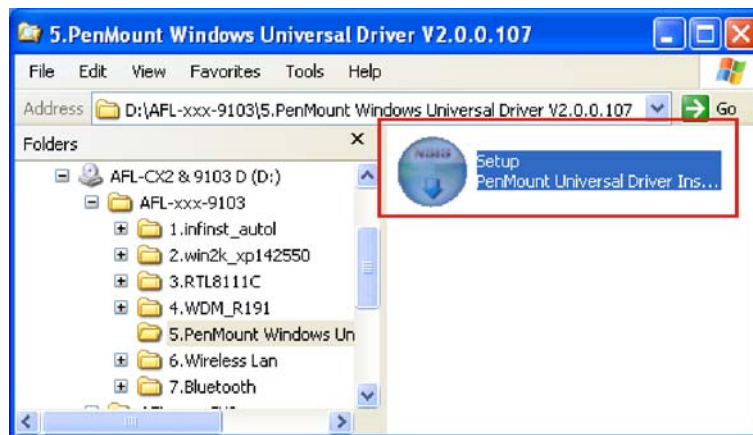 5.PenMount Windows Universal Driver V2.0.0.107
File Edit View Favorites Tools Help
Address D:\AFL-xxx-9103\5.PenMount Windows Universal Driver V2.0.0.107 Go
Folders
AFL-CX2 & 9103 D (D:)
AFL-xxx-9103
1.infinst_autol
2.win2k_xp142550
3.RTL8111C
4.WDM_R191
5.PenMount Windows Un
6.Wireless Lan
7.Bluetooth
NSIS
Setup
PenMount Universal Driver Ins...